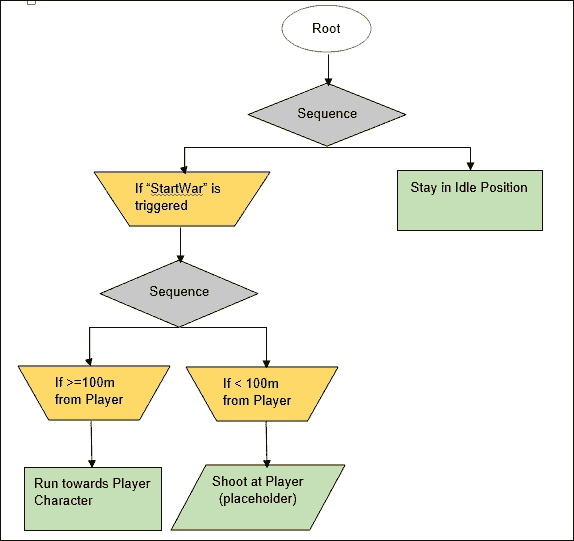 Root
Sequence
If “StartWar” is
triggered
Stay in Idle Position
Sequence
If >=100m
from Player
If < 100m
from Player
Run towards Player
Character
Shoot at Player
(placeholder)